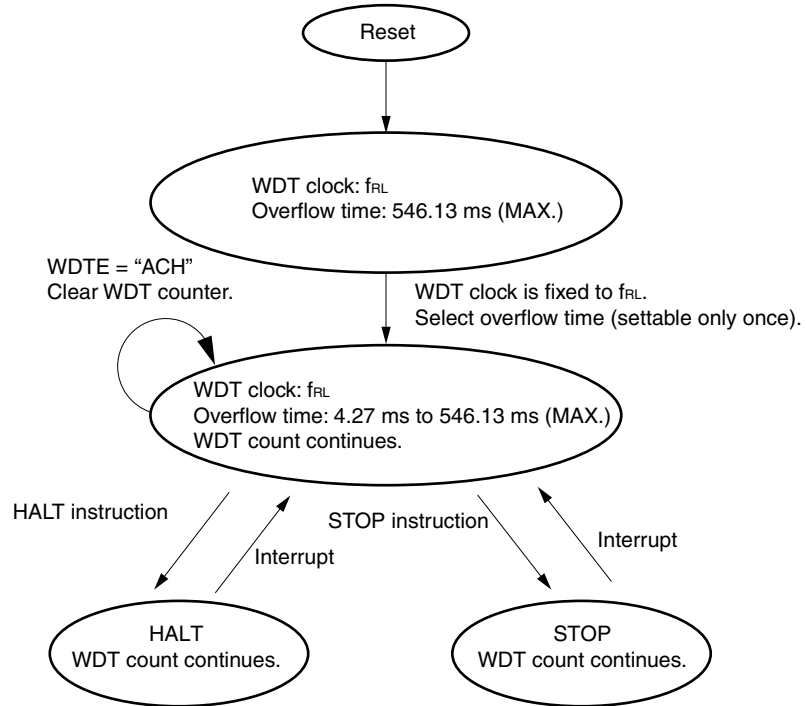 Reset
WDT clock: fRL
Overflow time: 546.13 ms (MAX.)
WDTE = “ACH”
Clear WDT counter.
WDT clock is fixed to fRL.
Select overflow time (settable only once).
WDT clock: fRL
Overflow time: 4.27 ms to 546.13 ms (MAX.)
WDT count continues.
HALT instruction
Interrupt
STOP instruction
Interrupt
HALT
WDT count continues.
STOP
WDT count continues.